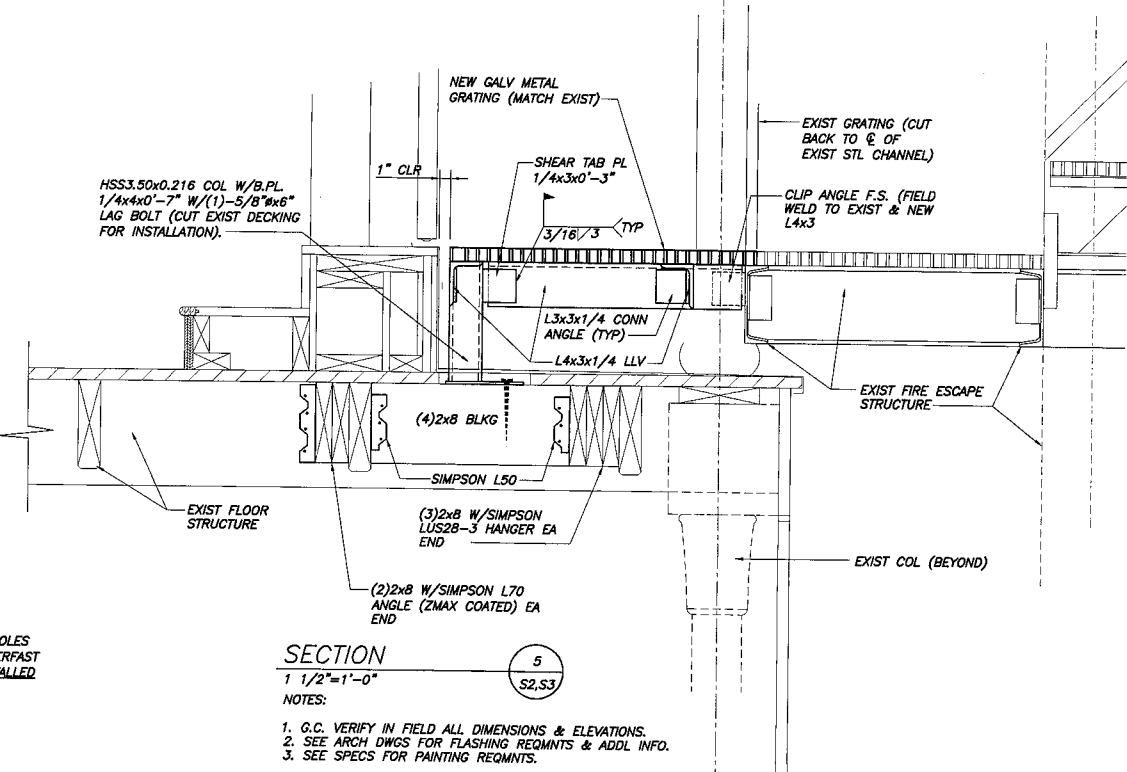 NEW GALV METAL
GRATING (MATCH EXIST)
EXIST GRATING (CUT
BACK TO ℄ OF
EXIST STL CHANNEL)
1" CLR
SHEAR TAB PL
1/4x3x0'-3"
HSS3.50x0.216 COL W/B.PL.
1/4x4x0'-7" W/(1)-5/8"øx6"
LAG BOLT (CUT EXIST DECKING
FOR INSTALLATION).
CLIP ANGLE F.S. (FIELD
WELD TO EXIST & NEW
L4x3
3/16 3 TYP
L3x3x1/4 CONN
ANGLE (TYP)
L4x3x1/4 LLV
EXIST FIRE ESCAPE
STRUCTURE
(4)2x8 BLKG
SIMPSON L50
EXIST FLOOR
STRUCTURE
(3)2x8 W/SIMPSON
LUS28-3 HANGER EA
END
EXIST COL (BEYOND)
(2)2x8 W/SIMPSON L70
ANGLE (ZMAX COATED) EA
END
OLES
ERFAST
ALLED
SECTION
1 1/2"=1'-0"
5
S2,S3
NOTES:
1. G.C. VERIFY IN FIELD ALL DIMENSIONS & ELEVATIONS.
2. SEE ARCH DWGS FOR FLASHING REQMNTS & ADDL INFO.
3. SEE SPECS FOR PAINTING REQMNTS.